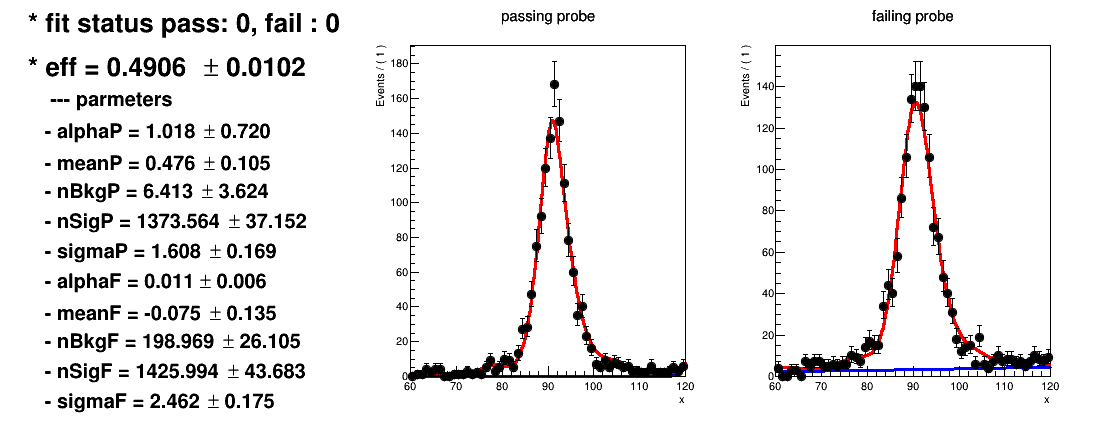 * fit status pass: 0, fail : 0
* eff = 0.4906 ± 0.0102
--- parmeters
- alphaP = 1.018 ± 0.720
- meanP = 0.476 ± 0.105
- nBkgP = 6.413 ± 3.624
- nSigP = 1373.564 ± 37.152
- sigmaP = 1.608 ± 0.169
- alphaF = 0.011 ± 0.006
- meanF = -0.075 ± 0.135
- nBkgF = 198.969 ± 26.105
- nSigF = 1425.994 ± 43.683
- sigmaF = 2.462 ± 0.175
passing probe
Events / ( 1 )
180
160
140
120
100
80
60
40
20
0
60 70 80 90 100 110 120
x
failing probe
Events / ( 1 )
140
120
100
80
60
40
20
0
60 70 80 90 100 110 120
x